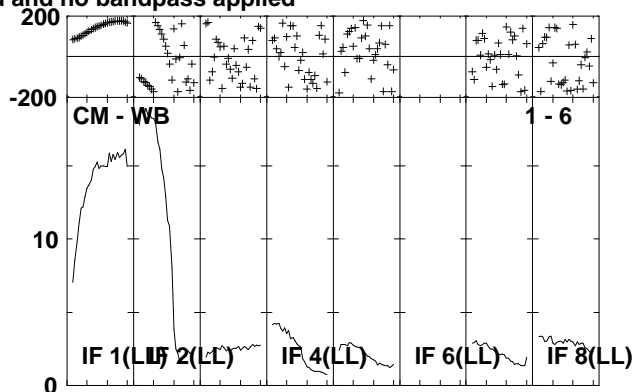 d and no bandpass applied
200
-200
CM - WB 1 - 6
10
IF 1(LL) IF 2(LL) IF 4(LL) IF 6(LL) IF 8(LL)
0